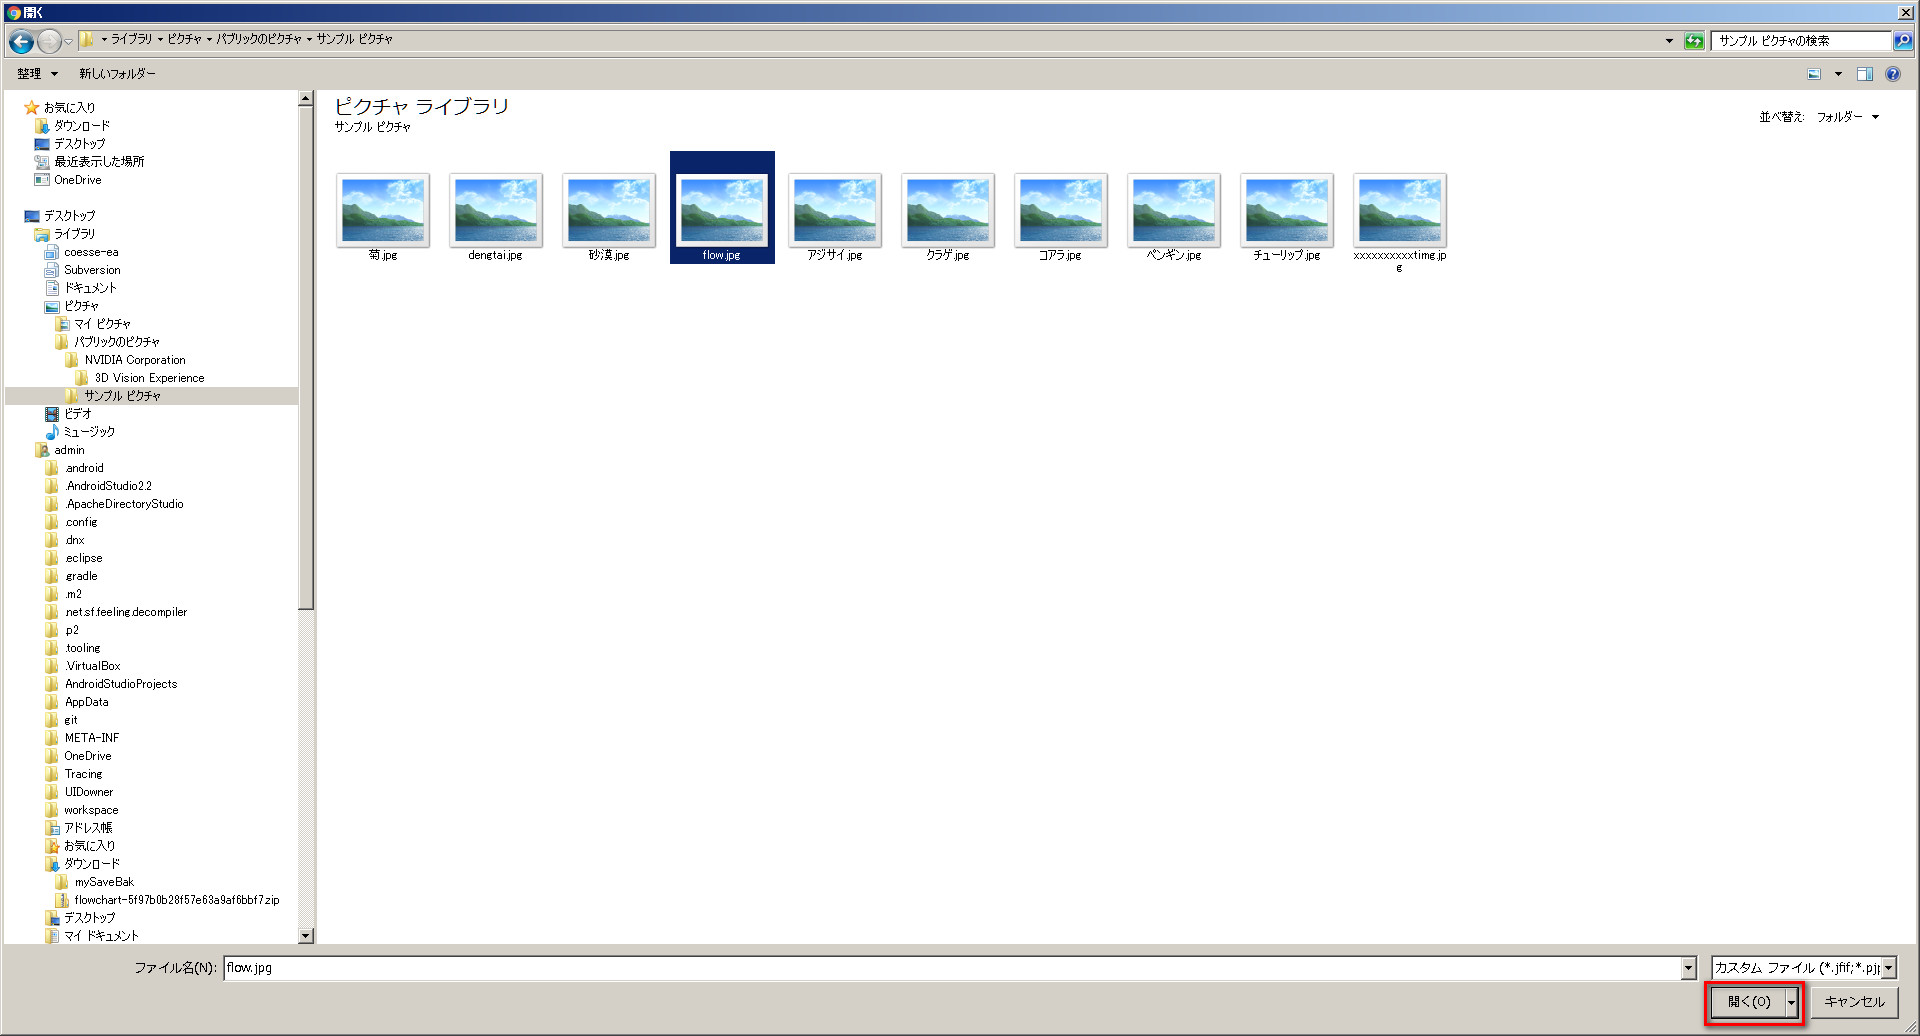 開く
ライブラリ ピクチャ パブリックのピクチャ サンプル ピクチャ
サンプル ピクチャの検索
整理 新しいフォルダー
お気に入り
ダウンロード
デスクトップ
最近表示した場所
OneDrive
デスクトップ
ライブラリ
coesse-ea
Subversion
ドキュメント
ピクチャ
マイ ピクチャ
パブリックのピクチャ
NVIDIA Corporation
3D Vision Experience
サンプル ピクチャ
ビデオ
ミュージック
admin
.android
.AndroidStudio2.2
.ApacheDirectoryStudio
.config
.dnx
.eclipse
.gradle
.m2
.net.sf.feeling.decompiler
.p2
.tooling
.VirtualBox
AndroidStudioProjects
AppData
git
META-INF
OneDrive
Tracing
UIDowner
workspace
アドレス帳
お気に入り
ダウンロード
mySaveBak
flowchart-5f97b0b28f57e63a9af6bbf7.zip
デスクトップ
マイ ドキュメント
ピクチャ ライブラリ
サンプル ピクチャ
並べ替え: フォルダー
菊.jpg
dengtai.jpg
砂漠.jpg
flow.jpg
アジサイ.jpg
クラゲ.jpg
コアラ.jpg
ペンギン.jpg
チューリップ.jpg
xxxxxxxxxxtimg.jp
g
ファイル名(N): flow.jpg
カスタム ファイル (*.jfif;*.pjp
開く(O) キャンセル